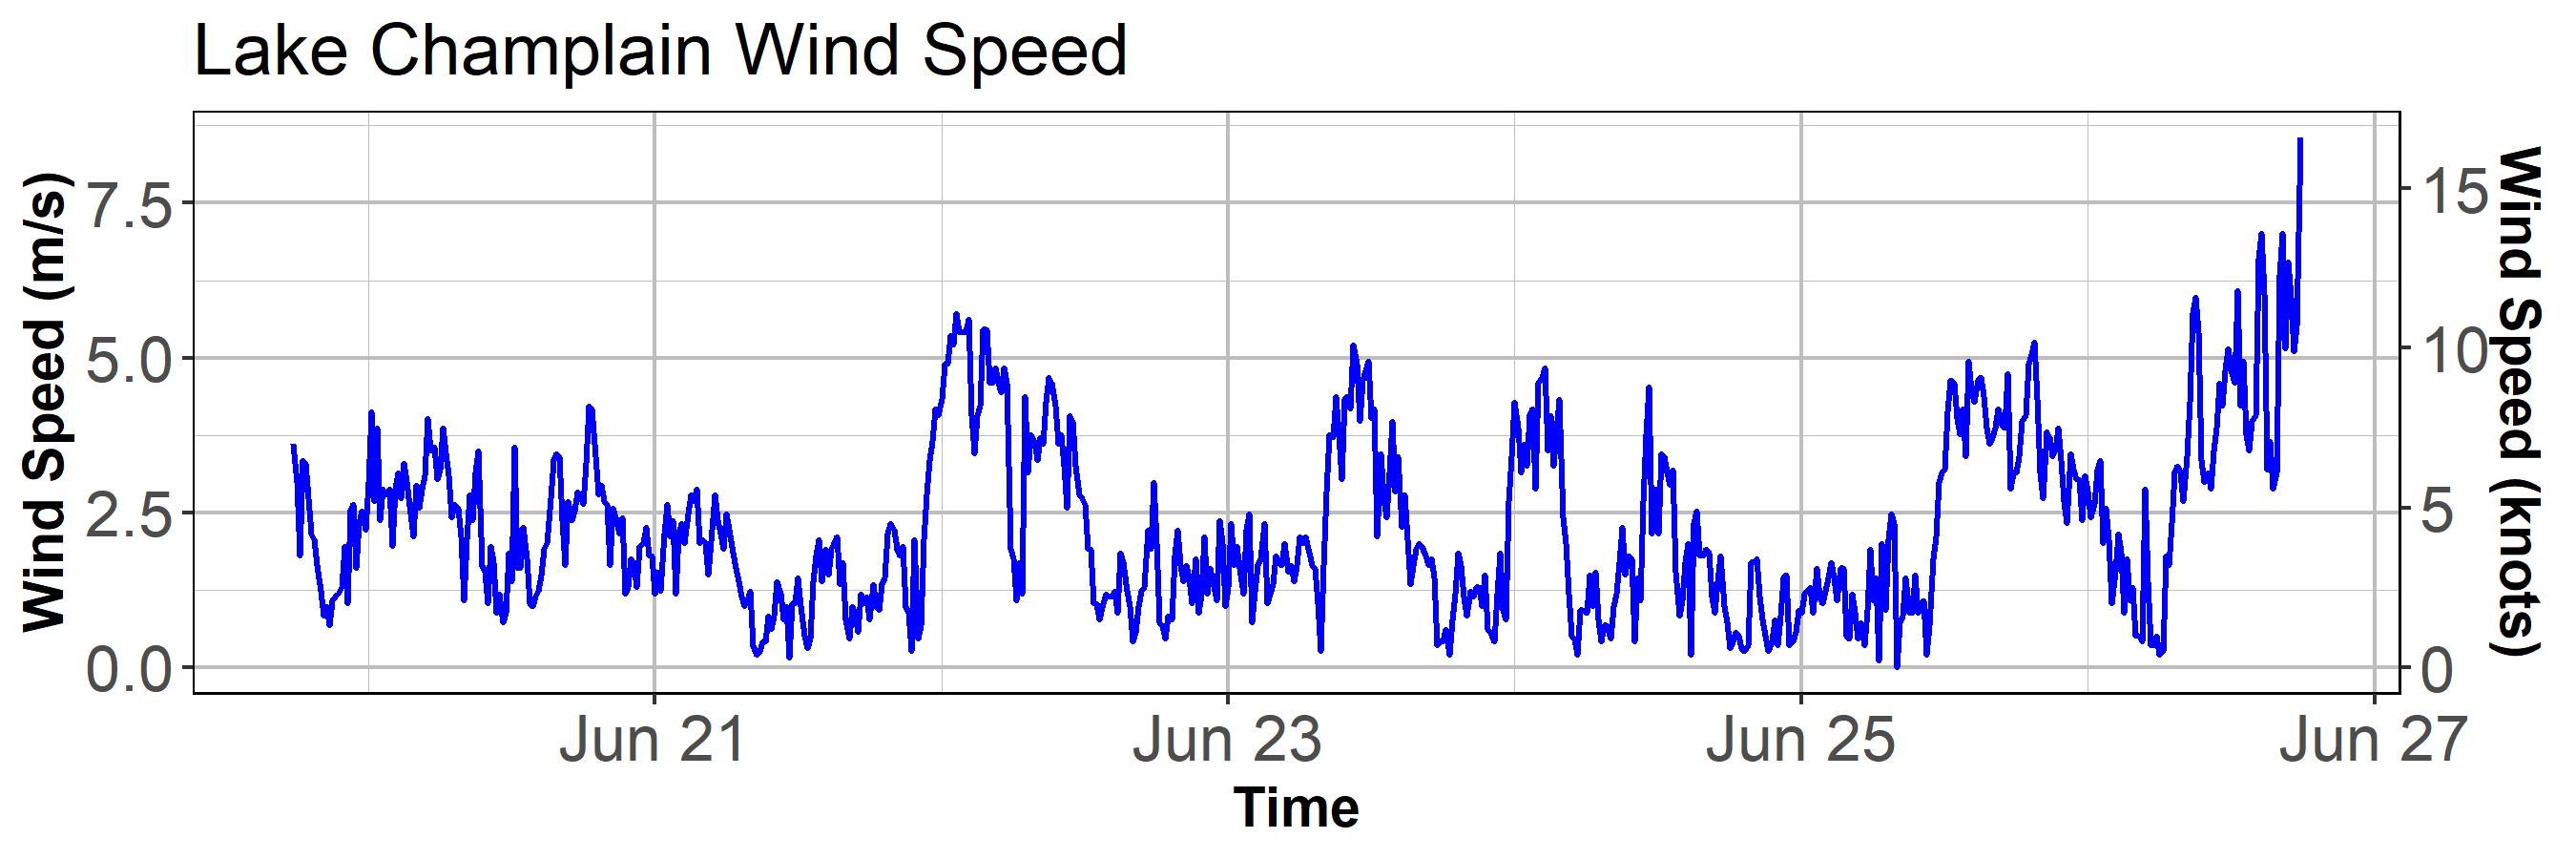 Lake Champlain Wind Speed
Wind Speed (m/s)
7.5
5.0
2.5
0.0
15
10
5
0
Wind Speed (knots)
Jun 21
Jun 23
Jun 25
Jun 27
Time